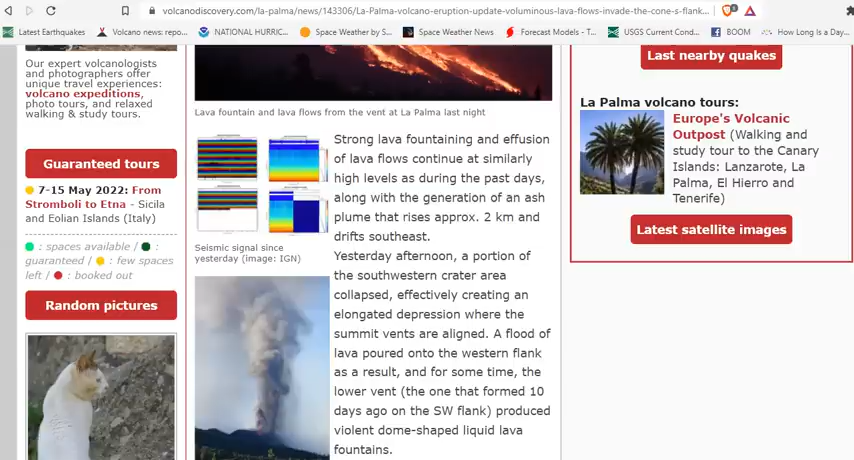 volcanodiscovery.com/la-palma/news/143306/La-Palma-volcano-eruption-update-voluminous-lava-flows-invade-the-cone-s-flank...
Latest Earthquakes
Volcano news: repo...
NATIONAL HURRIC...
Space Weather by S...
Space Weather News
Forecast Models - T...
USGS Current Cond...
BOOM
How Long Is a Day...
Our expert volcanologists
and photographers offer
unique travel experiences:
volcano expeditions,
photo tours, and relaxed
walking & study tours.
Guaranteed tours
7-15 May 2022: From
Stromboli to Etna - Sicila
and Eolian Islands (Italy)
: spaces available / :
guaranteed / : few spaces
left / : booked out
Random pictures
Lava fountain and lava flows from the vent at La Palma last night
Seismic signal since
yesterday (image: IGN)
Strong lava fountaining and effusion
of lava flows continue at similarly
high levels as during the past days,
along with the generation of an ash
plume that rises approx. 2 km and
drifts southeast.
Yesterday afternoon, a portion of
the southwestern crater area
collapsed, effectively creating an
elongated depression where the
summit vents are aligned. A flood of
lava poured onto the western flank
as a result, and for some time, the
lower vent (the one that formed 10
days ago on the SW flank) produced
violent dome-shaped liquid lava
fountains.
Last nearby quakes
La Palma volcano tours:
Europe's Volcanic
Outpost (Walking and
study tour to the Canary
Islands: Lanzarote, La
Palma, El Hierro and
Tenerife)
Latest satellite images